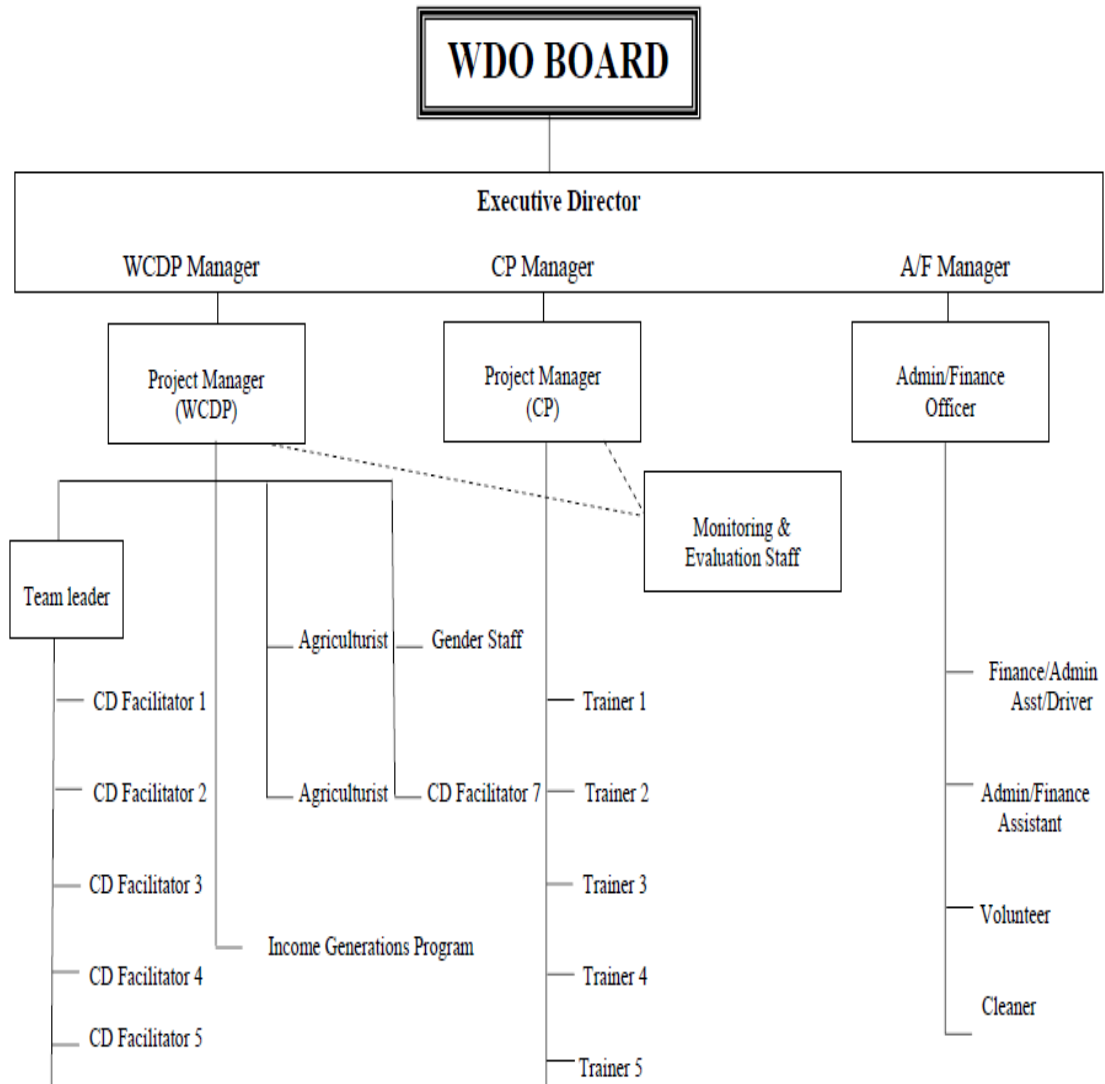 WDO BOARD
Executive Director
WCDP Manager
CP Manager
A/F Manager
Project Manager
(WCDP)
Project Manager
(CP)
Admin/Finance
Officer
Monitoring &
Evaluation Staff
Team leader
Agriculturist
Gender Staff
Finance/Admin
Asst/Driver
CD Facilitator 1
Trainer 1
CD Facilitator 2
Agriculturist
CD Facilitator 7
Trainer 2
Admin/Finance
Assistant
CD Facilitator 3
Trainer 3
Volunteer
Income Generations Program
CD Facilitator 4
Trainer 4
Cleaner
CD Facilitator 5
Trainer 5